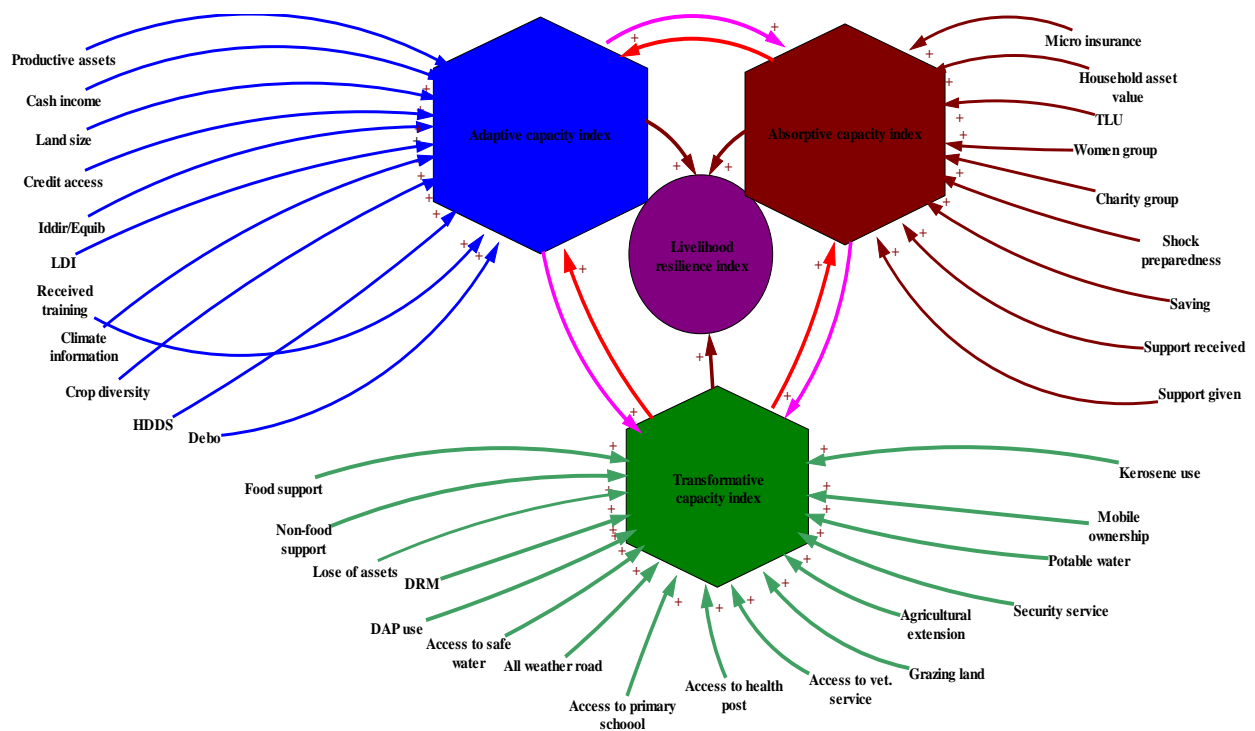 Productive assets
Cash income
Land size
Credit access
Iddir/Equib
LDI
Received
training
Climate
information
Crop diversity
HDDS
Debo
Adaptive capacity index
Absorptive capacity index
Livelihood
resilience index
Micro insurance
Household asset
value
TLU
Women group
Charity group
Shock
preparedness
Saving
Support received
Support given
Transformative
capacity index
Food support
Non-food
support
Lose of assets
DRM
DAP use
Access to safe
water
All weather road
Access to primary
schoool
Access to health
post
Access to vet.
service
Grazing land
Agricultural
extension
Security service
Potable water
Mobile
ownership
Kerosene use